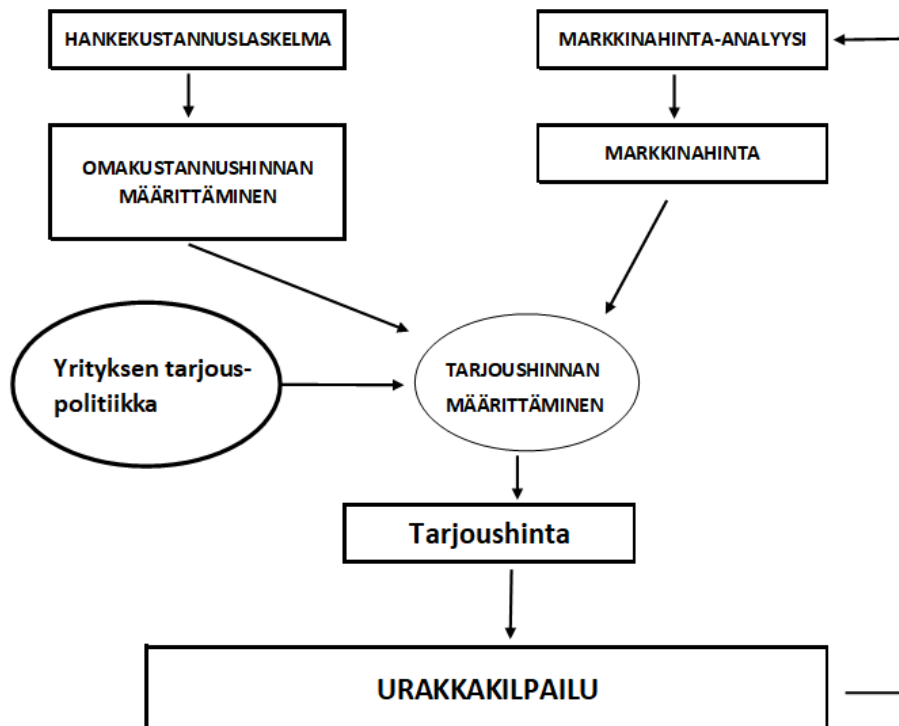 HANKEKUSTANNUSLASKELMA
MARKKINAHINTA-ANALYYSI
OMAKUSTANNUSHINNAN
MÄÄRITTÄMINEN
MARKKINAHINTA
Yrityksen tarjous-
politiikka
TARJOUSHINNAN
MÄÄRITTÄMINEN
Tarjoushinta
URAKKAKILPAILU